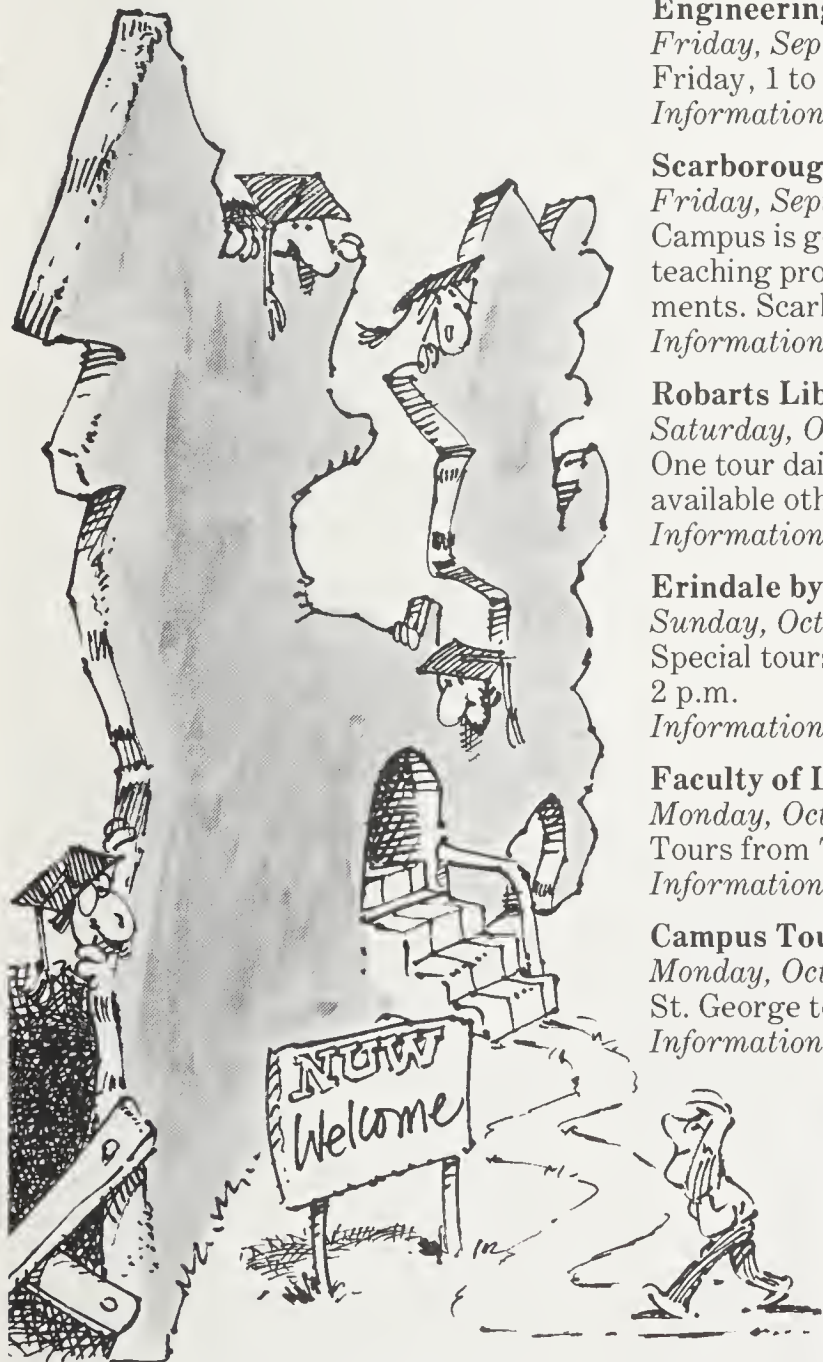 Engineering
Friday, Sep
Friday, 1 to
Information
Scarboroug
Friday, Sep
Campus is g
teaching pro
ments. Scarl
Information
Robarts Lib
Saturday, O
One tour dai
available oth
Information
Erindale by
Sunday, Oct
Special tours
2 p.m.
Information
Faculty of L
Monday, Oct
Tours from
Information
Campus Tou
Monday, Oct
St. George to
Information
NUW
Welcome